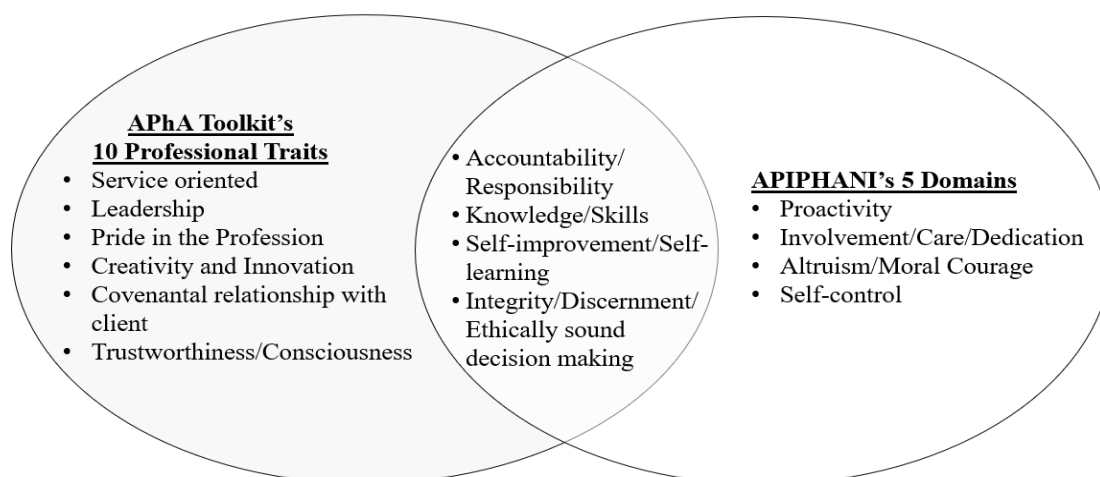 APhA Toolkit's
10 Professional Traits
• Service oriented
• Leadership
• Pride in the Profession
• Creativity and Innovation
• Covenantal relationship with
client
• Trustworthiness/Consciousness
• Accountability/
Responsibility
• Knowledge/Skills
• Self-improvement/Self-
learning
• Integrity/Discernment/
Ethically sound
decision making
APIPHANI's 5 Domains
• Proactivity
• Involvement/Care/Dedication
• Altruism/Moral Courage
• Self-control